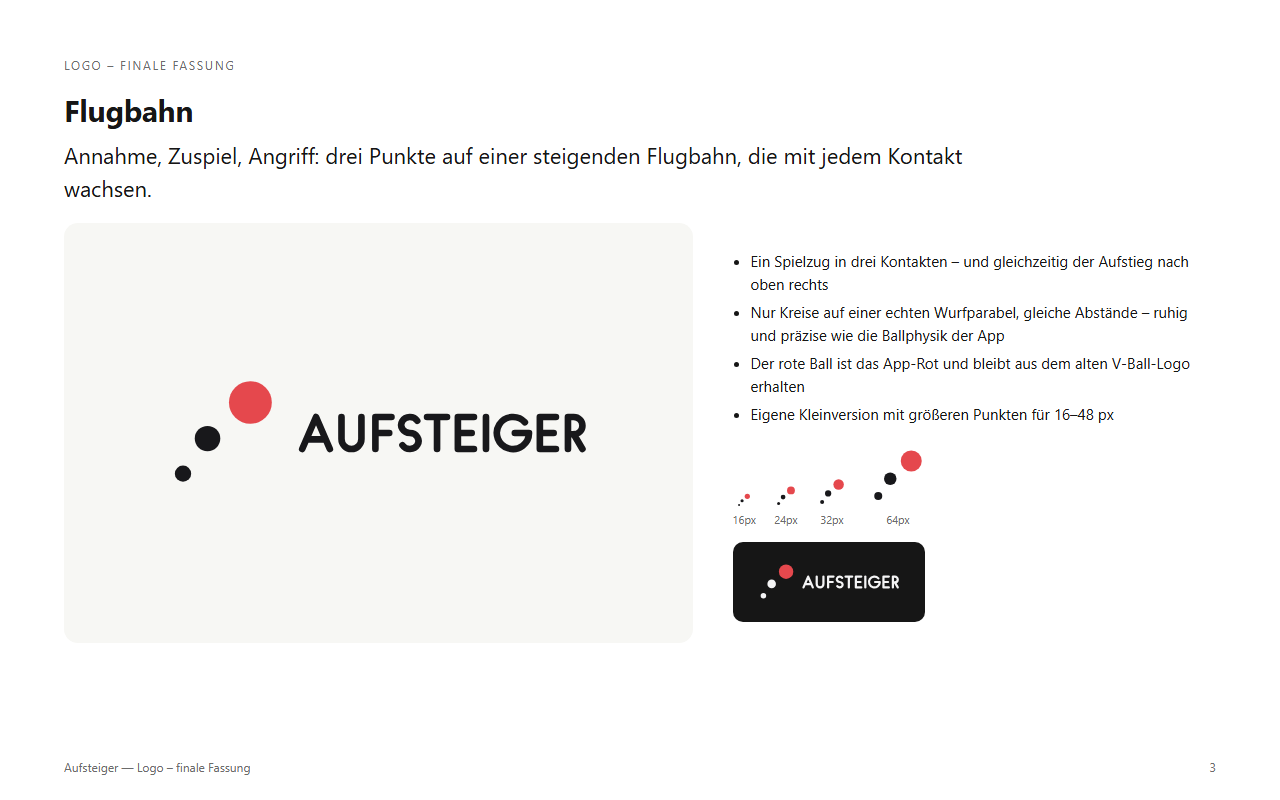 LOGO – FINALE FASSUNG
Flugbahn
Annahme, Zuspiel, Angriff: drei Punkte auf einer steigenden Flugbahn, die mit jedem Kontakt
wachsen.
AUFSTEIGER
• Ein Spielzug in drei Kontakten – und gleichzeitig der Aufstieg nach
oben rechts
• Nur Kreise auf einer echten Wurfparabel, gleiche Abstände – ruhig
und präzise wie die Ballphysik der App
• Der rote Ball ist das App-Rot und bleibt aus dem alten V-Ball-Logo
erhalten
• Eigene Kleinversion mit größeren Punkten für 16–48 px
16px 24px 32px 64px
AUFSTEIGER
Aufsteiger — Logo – finale Fassung
3